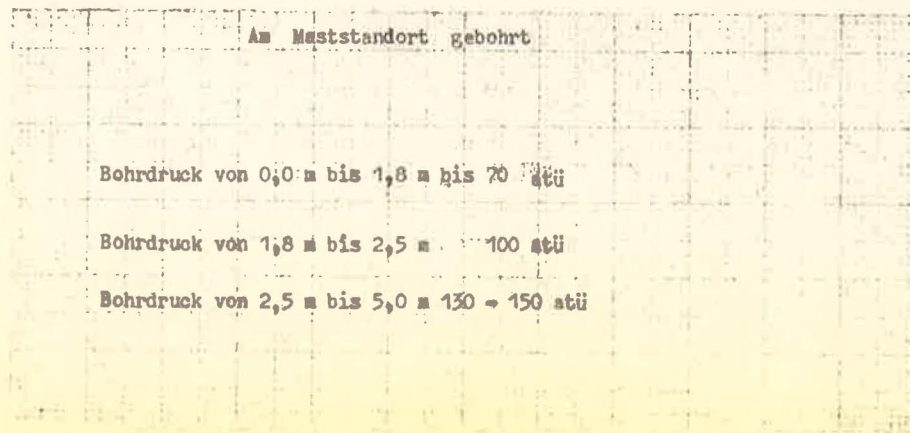 Am Maststandort gebohrt
Bohrdruck von 0,0 m bis 1,8 m bis 70 atü
Bohrdruck von 1,8 m bis 2,5 m 100 atü
Bohrdruck von 2,5 m bis 5,0 m 130 - 150 atü